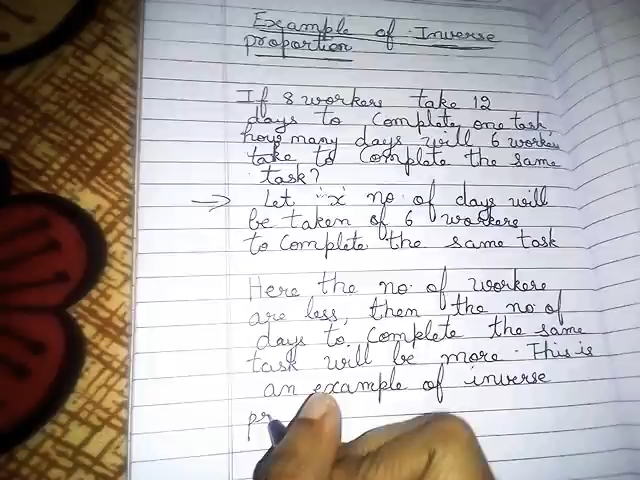 Example of Inverse
proportion
If 8 workers take 12
days to complete one task,
how many days will 6 worker
take to complete the same
task?
→ Let "x" no of days will
be taken of 6 workers
to complete the same task
Here the no. of workers
are less, then the no. of
days to complete the same
task will be more. This is
an example of inverse
pr